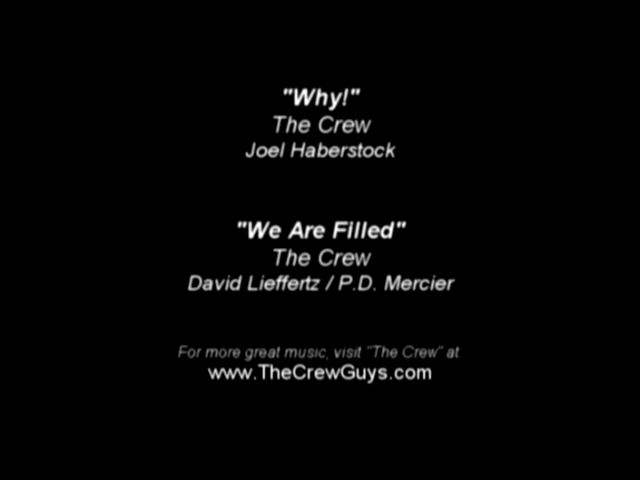 "Why!"
The Crew
Joel Haberstock
"We Are Filled"
The Crew
David Lieffertz / P.D. Mercier
For more great music, visit "The Crew" at
www.TheCrewGuys.com